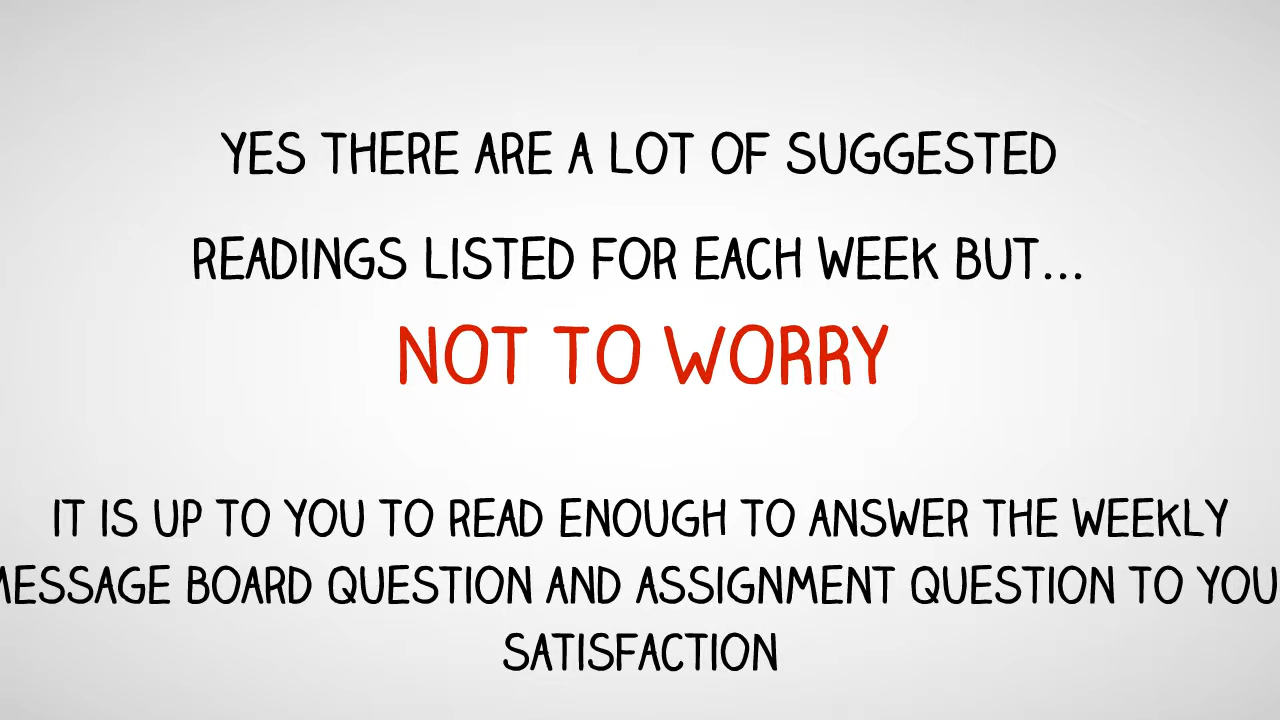 YES THERE ARE A LOT OF SUGGESTED
READINGS LISTED FOR EACH WEEK BUT...
NOT TO WORRY
IT IS UP TO YOU TO READ ENOUGH TO ANSWER THE WEEKLY
MESSAGE BOARD QUESTION AND ASSIGNMENT QUESTION TO YOU
SATISFACTION